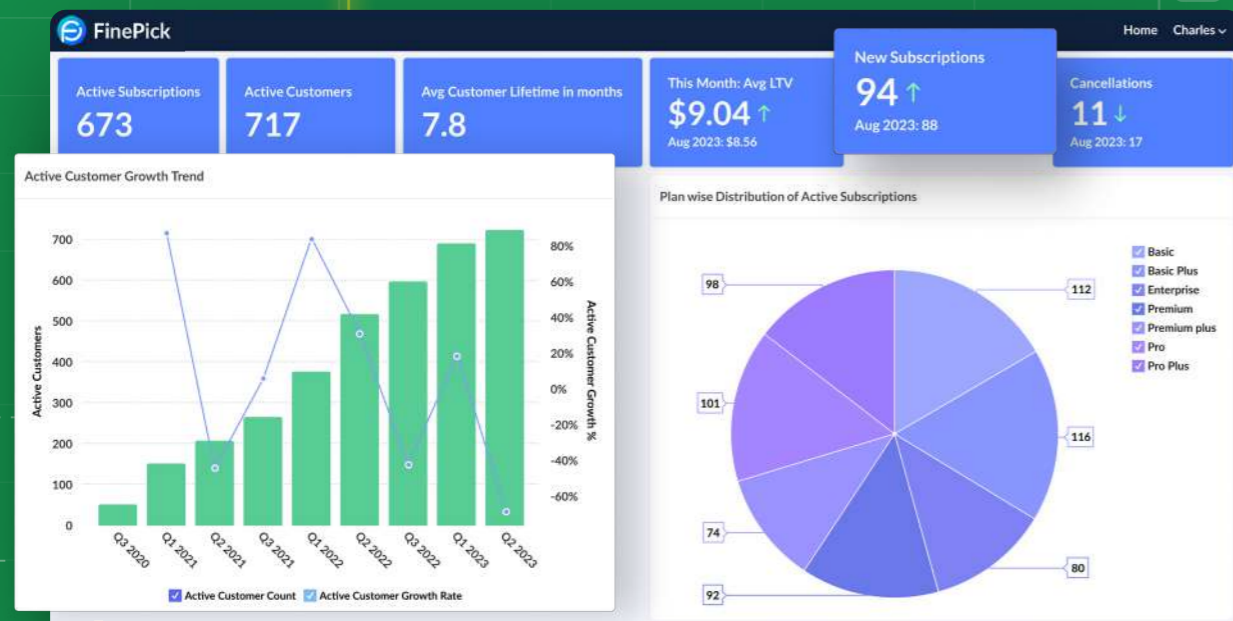 FinePick
Home Charles
Active Subscriptions
673
Active Customers
717
Avg Customer Lifetime in months
7.8
This Month: Avg LTV
$9.04 ↑
Aug 2023: $8.56
New Subscriptions
94 ↑
Aug 2023: 88
Cancellations
11 ↓
Aug 2023: 17
Active Customer Growth Trend
Active Customers
700
600
500
400
300
200
100
0
80%
60%
40%
20%
0%
-20%
-40%
-60%
Active Customer Growth %
Q3 2020
Q1 2021
Q2 2021
Q3 2021
Q1 2022
Q2 2022
Q3 2022
Q1 2023
Q2 2023
Active Customer Count
Active Customer Growth Rate
Plan wise Distribution of Active Subscriptions
98
112
101
116
74
80
92
Basic
Basic Plus
Enterprise
Premium
Premium plus
Pro
Pro Plus